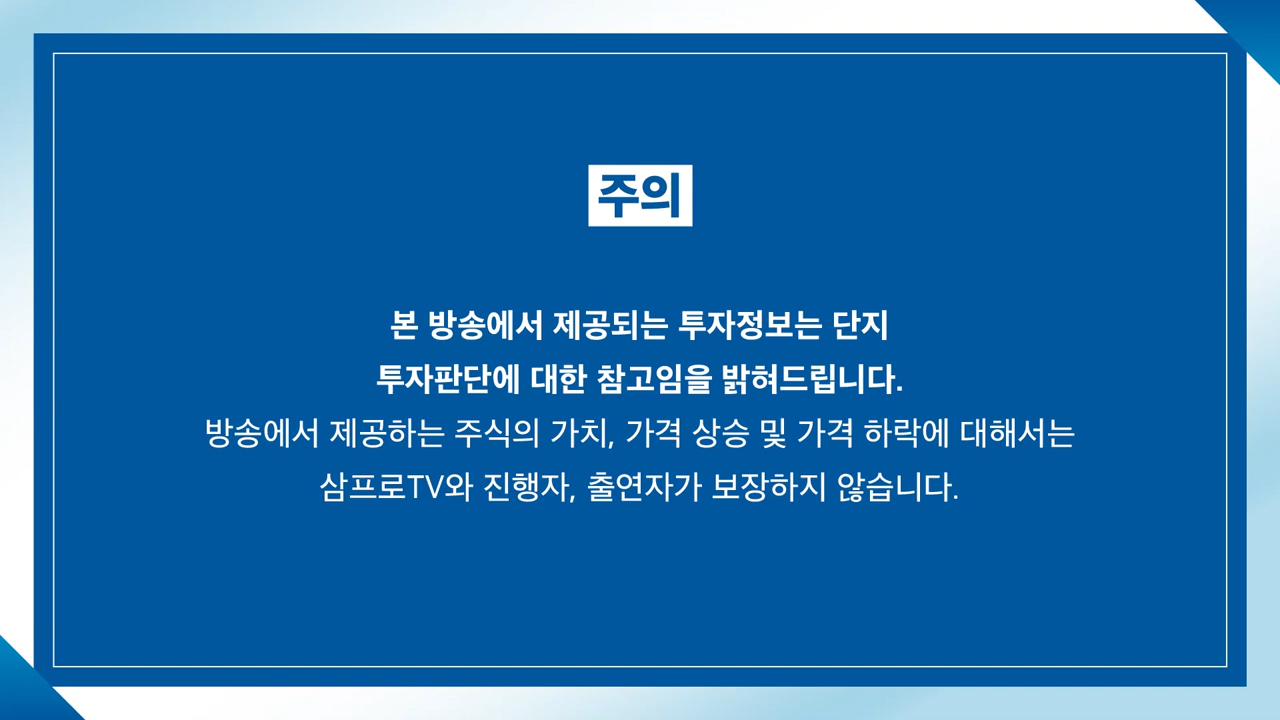 주의
본 방송에서 제공되는 투자정보는 단지
투자판단에 대한 참고임을 밝혀드립니다.
방송에서 제공하는 주식의 가치, 가격 상승 및 가격 하락에 대해서는
삼프로TV와 진행자, 출연자가 보장하지 않습니다.